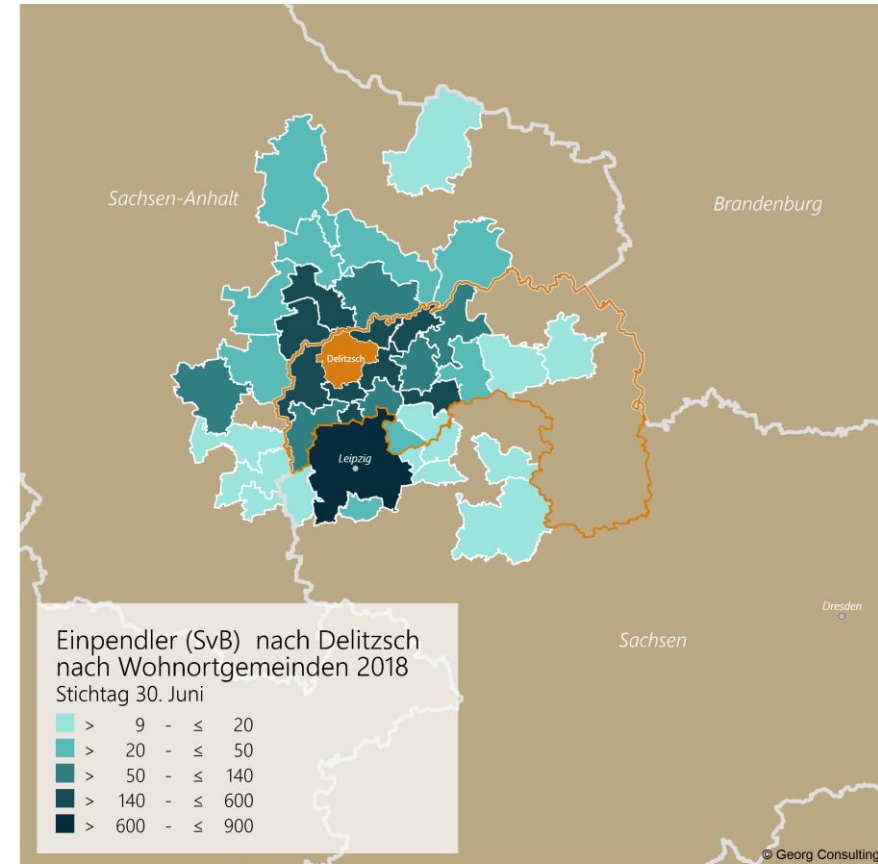 Sachsen-Anhalt
Brandenburg
Delitzsch
Leipzig
Dresden
Sachsen
Einpendler (SvB) nach Delitzsch
nach Wohnortgemeinden 2018
Stichtag 30. Juni
> 9 - ≤ 20
> 20 - ≤ 50
> 50 - ≤ 140
> 140 - ≤ 600
> 600 - ≤ 900
© Georg Consulting